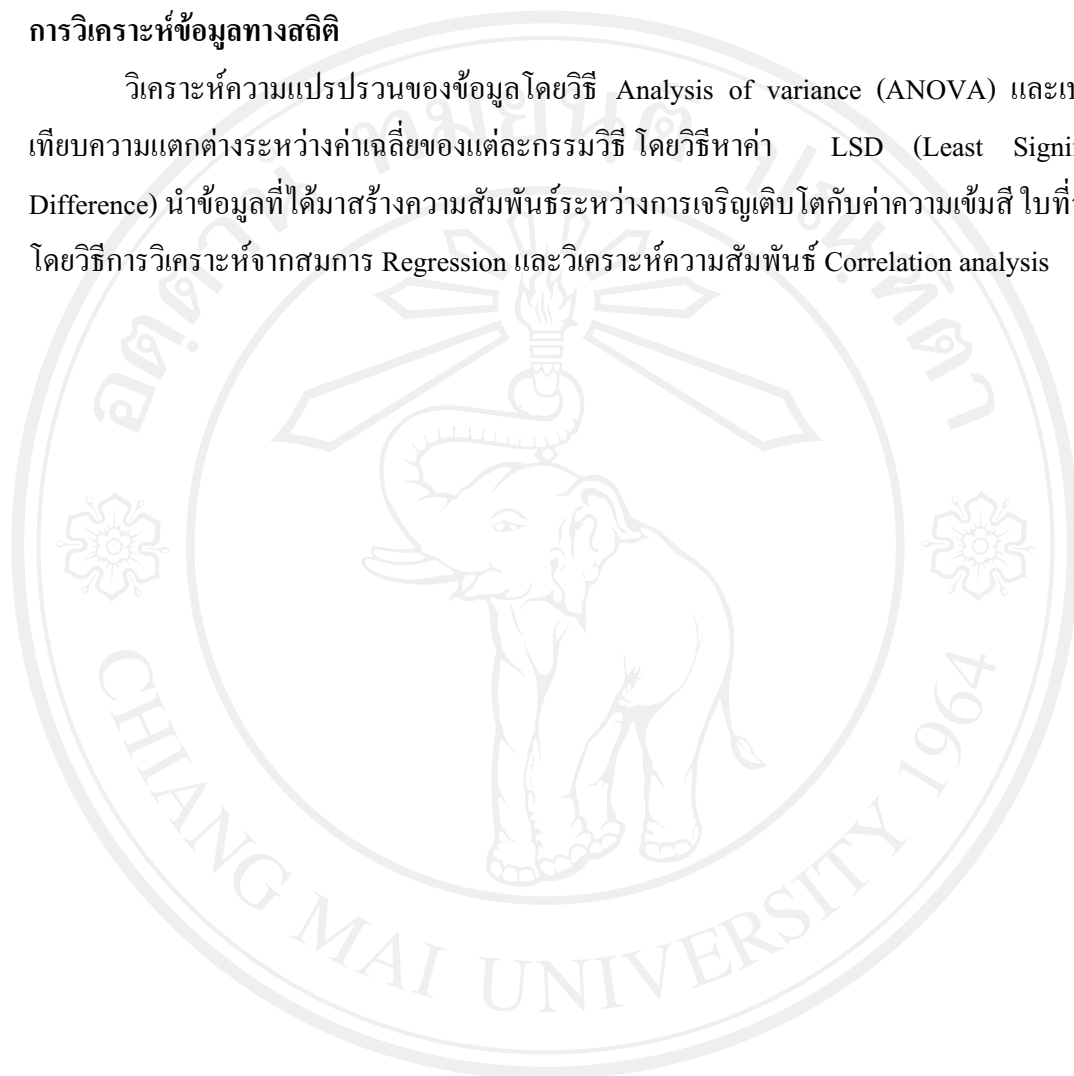 การวิเคราะห์ข้อมูลทางสถิติ
วิเคราะห์ความแปรปรวนของข้อมูลโดยวิธี Analysis of variance (ANOVA) และ
เทียบความแตกต่างระหว่างค่าเฉลี่ยของแต่ละกรรมวิธี โดยวิธีหาค่า LSD (Least
Difference) นำข้อมูลที่ได้มาสร้างความสัมพันธ์ระหว่างการเจริญเติบโตกับค่าความเข้มสี ใบที่
โดยวิธีการวิเคราะห์จากสมการ Regression และวิเคราะห์ความสัมพันธ์ Correlation analysis
CHIANG MAI UNIVERSITY 1964